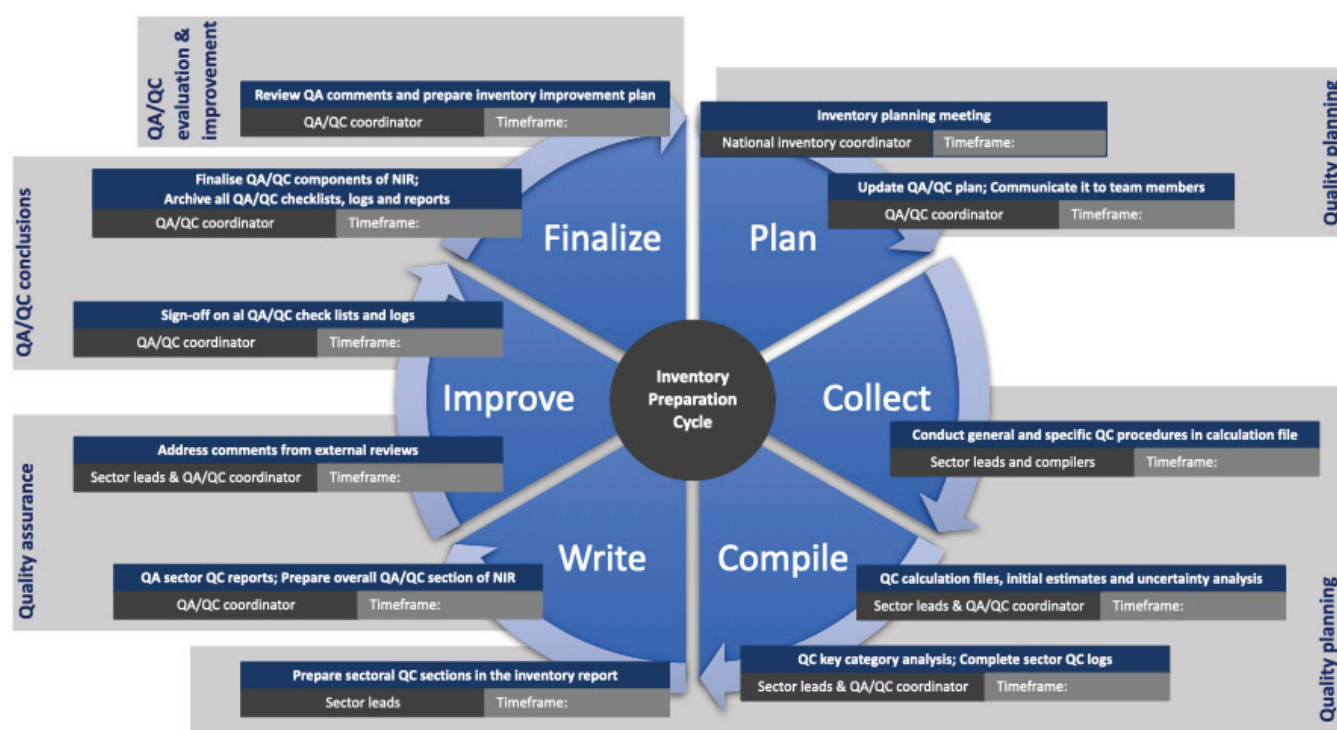 QA/QC
evaluation &
improvement
Review QA comments and prepare inventory improvement plan
QA/QC coordinator
Timeframe:
Inventory planning meeting
National inventory coordinator
Timeframe:
Update QA/QC plan; Communicate it to team members
QA/QC coordinator
Timeframe:
Quality planning
QA/QC conclusions
Finalise QA/QC components of NIR;
Archive all QA/QC checklists, logs and reports
QA/QC coordinator
Timeframe:
Sign-off on al QA/QC check lists and logs
QA/QC coordinator
Timeframe:
Finalize
Plan
Improve
Inventory
Preparation
Cycle
Collect
Write
Compile
Conduct general and specific QC procedures in calculation file
Sector leads and compilers
Timeframe:
Quality assurance
Address comments from external reviews
Sector leads & QA/QC coordinator
Timeframe:
QA sector QC reports; Prepare overall QA/QC section of NIR
QA/QC coordinator
Timeframe:
QC calculation files, initial estimates and uncertainty analysis
Sector leads & QA/QC coordinator
Timeframe:
QC key category analysis; Complete sector QC logs
Sector leads & QA/QC coordinator
Timeframe:
Prepare sectoral QC sections in the inventory report
Sector leads
Timeframe:
Quality planning